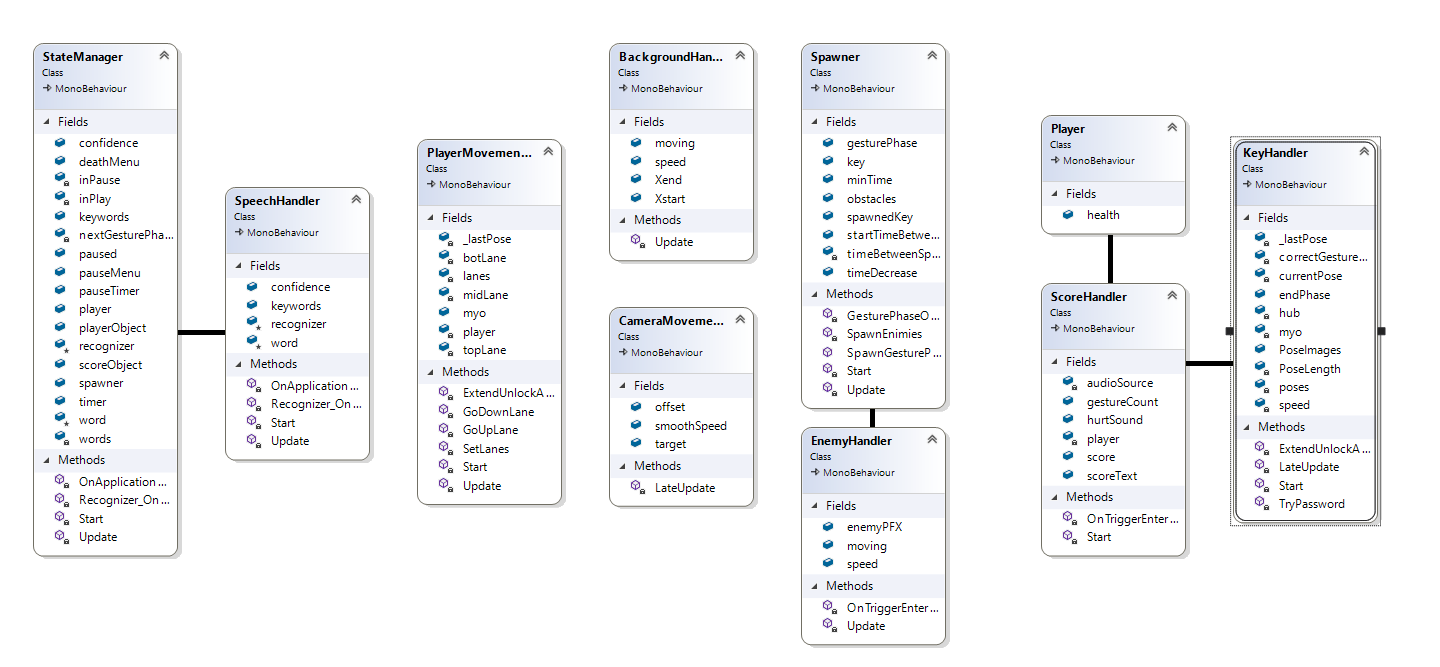 StateManager
Class
MonoBehaviour
Fields
confidence
deathMenu
inPause
inPlay
keywords
nextGesturePha...
paused
pauseMenu
pauseTimer
player
playerObject
recognizer
scoreObject
spawner
timer
word
words
Methods
OnApplication ...
Recognizer_On ...
Start
Update
SpeechHandler
Class
MonoBehaviour
Fields
confidence
keywords
recognizer
word
Methods
OnApplication ...
Recognizer_On ...
Start
Update
PlayerMovemen...
Class
MonoBehaviour
Fields
_lastPose
botLane
lanes
midLane
myo
player
topLane
Methods
ExtendUnlockA...
GoDownLane
GoUpLane
SetLanes
Start
Update
BackgroundHan...
Class
MonoBehaviour
Fields
moving
speed
Xend
Xstart
Methods
Update
CameraMoveme...
Class
MonoBehaviour
Fields
offset
smoothSpeed
target
Methods
LateUpdate
Spawner
Class
MonoBehaviour
Fields
gesturePhase
key
minTime
obstacles
spawnedKey
startTimeBetwe...
timeBetweenSp...
timeDecrease
Methods
GesturePhaseO...
SpawnEnimies
SpawnGestureP...
Start
Update
EnemyHandler
Class
MonoBehaviour
Fields
enemyPFX
moving
speed
Methods
OnTriggerEnter...
Update
Player
Class
MonoBehaviour
Fields
health
ScoreHandler
Class
MonoBehaviour
Fields
audioSource
gestureCount
hurtSound
player
score
scoreText
Methods
OnTriggerEnter...
Start
KeyHandler
Class
MonoBehaviour
Fields
_lastPose
correctGesture...
currentPose
endPhase
hub
myo
PoseImages
PoseLength
poses
speed
Methods
ExtendUnlockA...
LateUpdate
Start
TryPassword